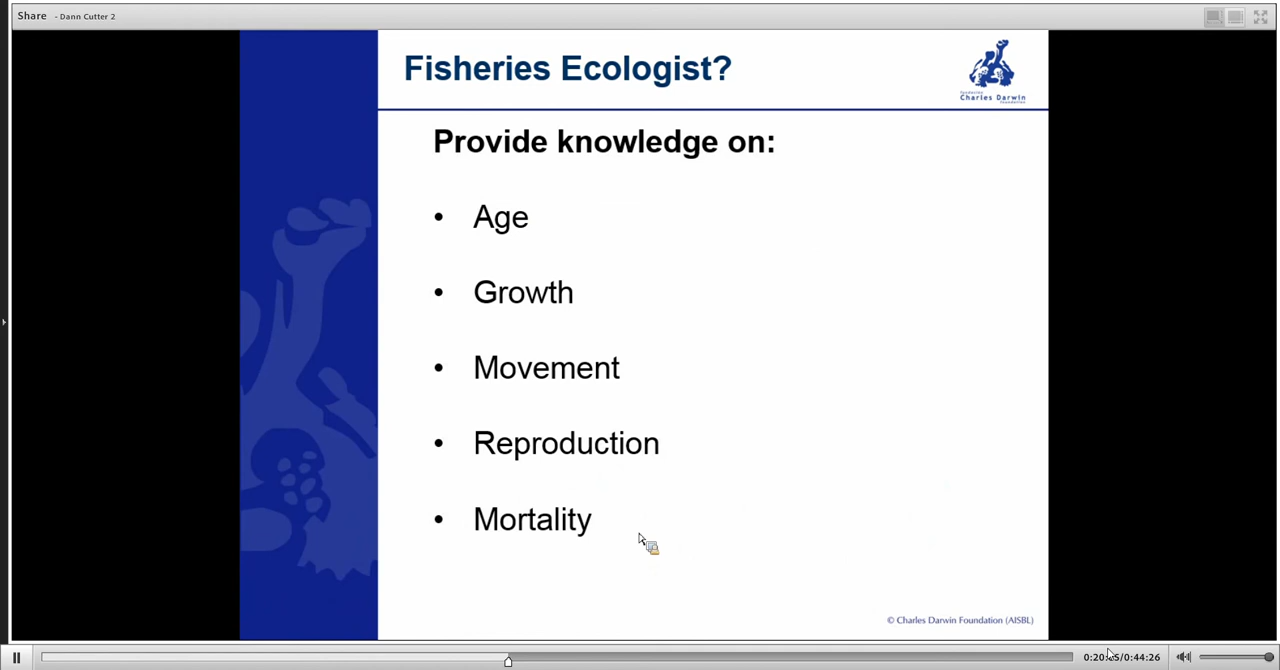 Share - Dann Cutter 2
Fisheries Ecologist?
Charles Darwin
Provide knowledge on:
• Age
• Growth
• Movement
• Reproduction
• Mortality
© Charles Darwin Foundation (AISBL)
/0:44:26